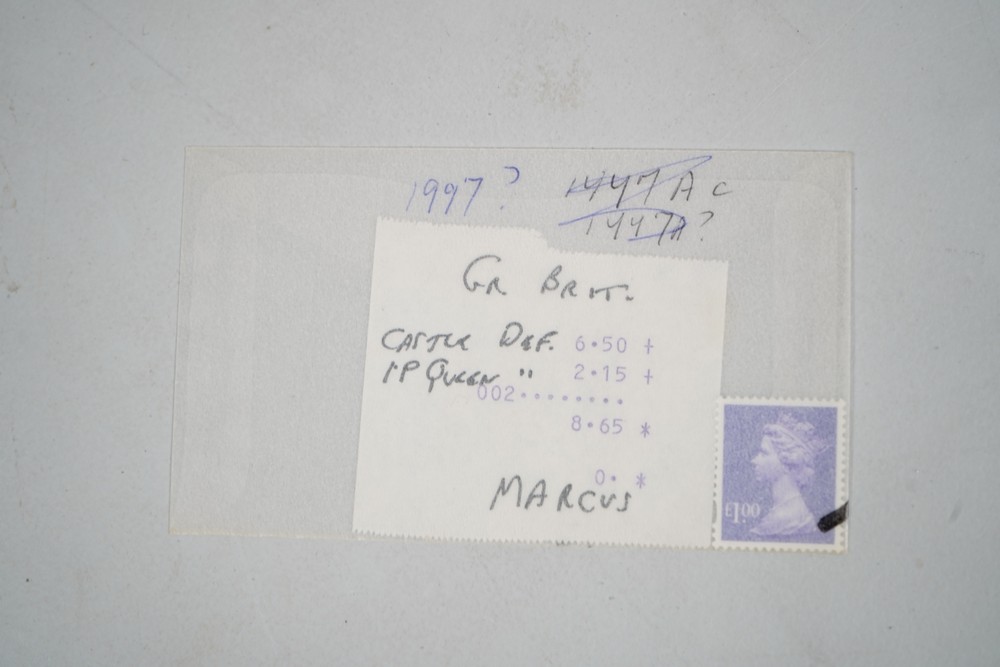 1997?
1447A c
1447A?
GR. BRIT.
CASTLE DEF. 6.50 +
1P QUEEN " 2.15 +
002........
8.65 *
0. *
MARCUS
£1.00